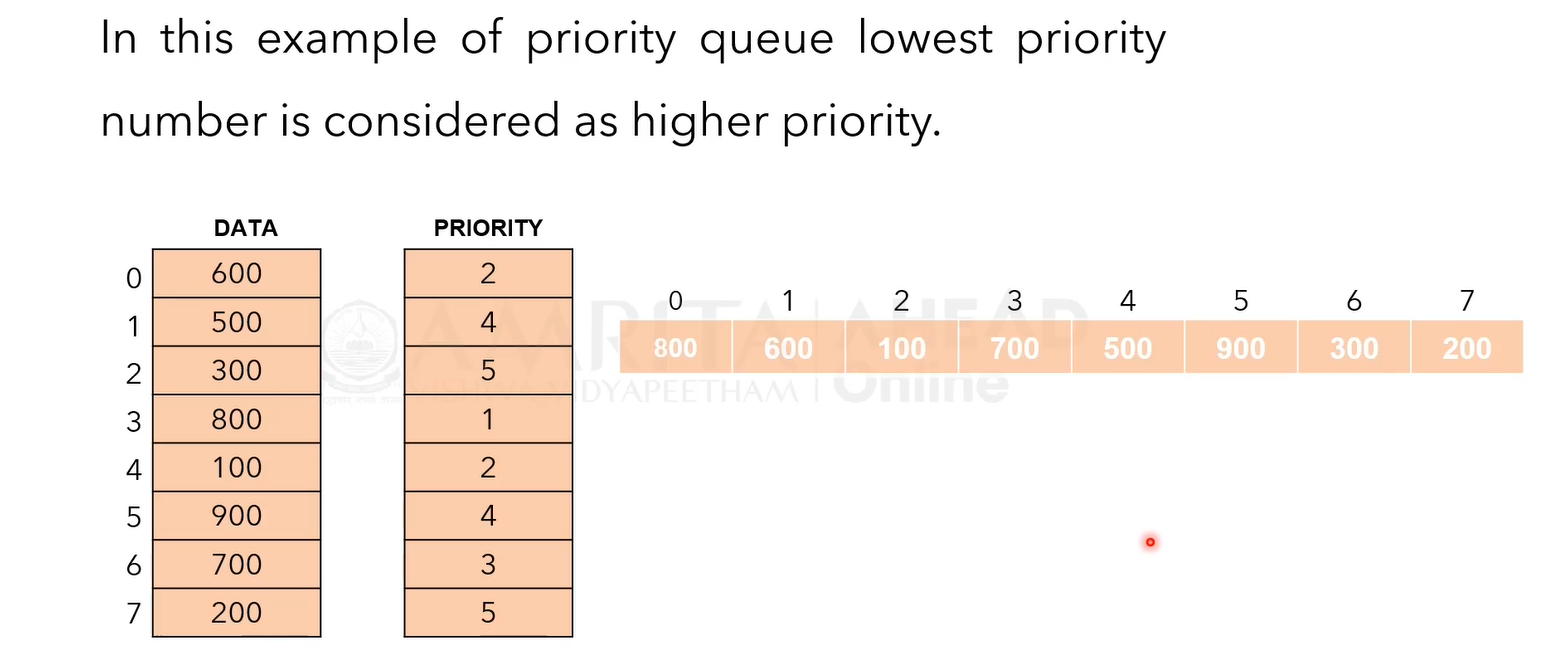 In this example of priority queue lowest priority
number is considered as higher priority.
DATA PRIORITY
0 600 2
1 500 4
2 300 5
3 800 1
4 100 2
5 900 4
6 700 3
7 200 5
0 1 2 3 4 5 6 7
800 600 100 700 500 900 300 200
AMRITA AHEAD
VISHWA VIDYAPEETHAM Online